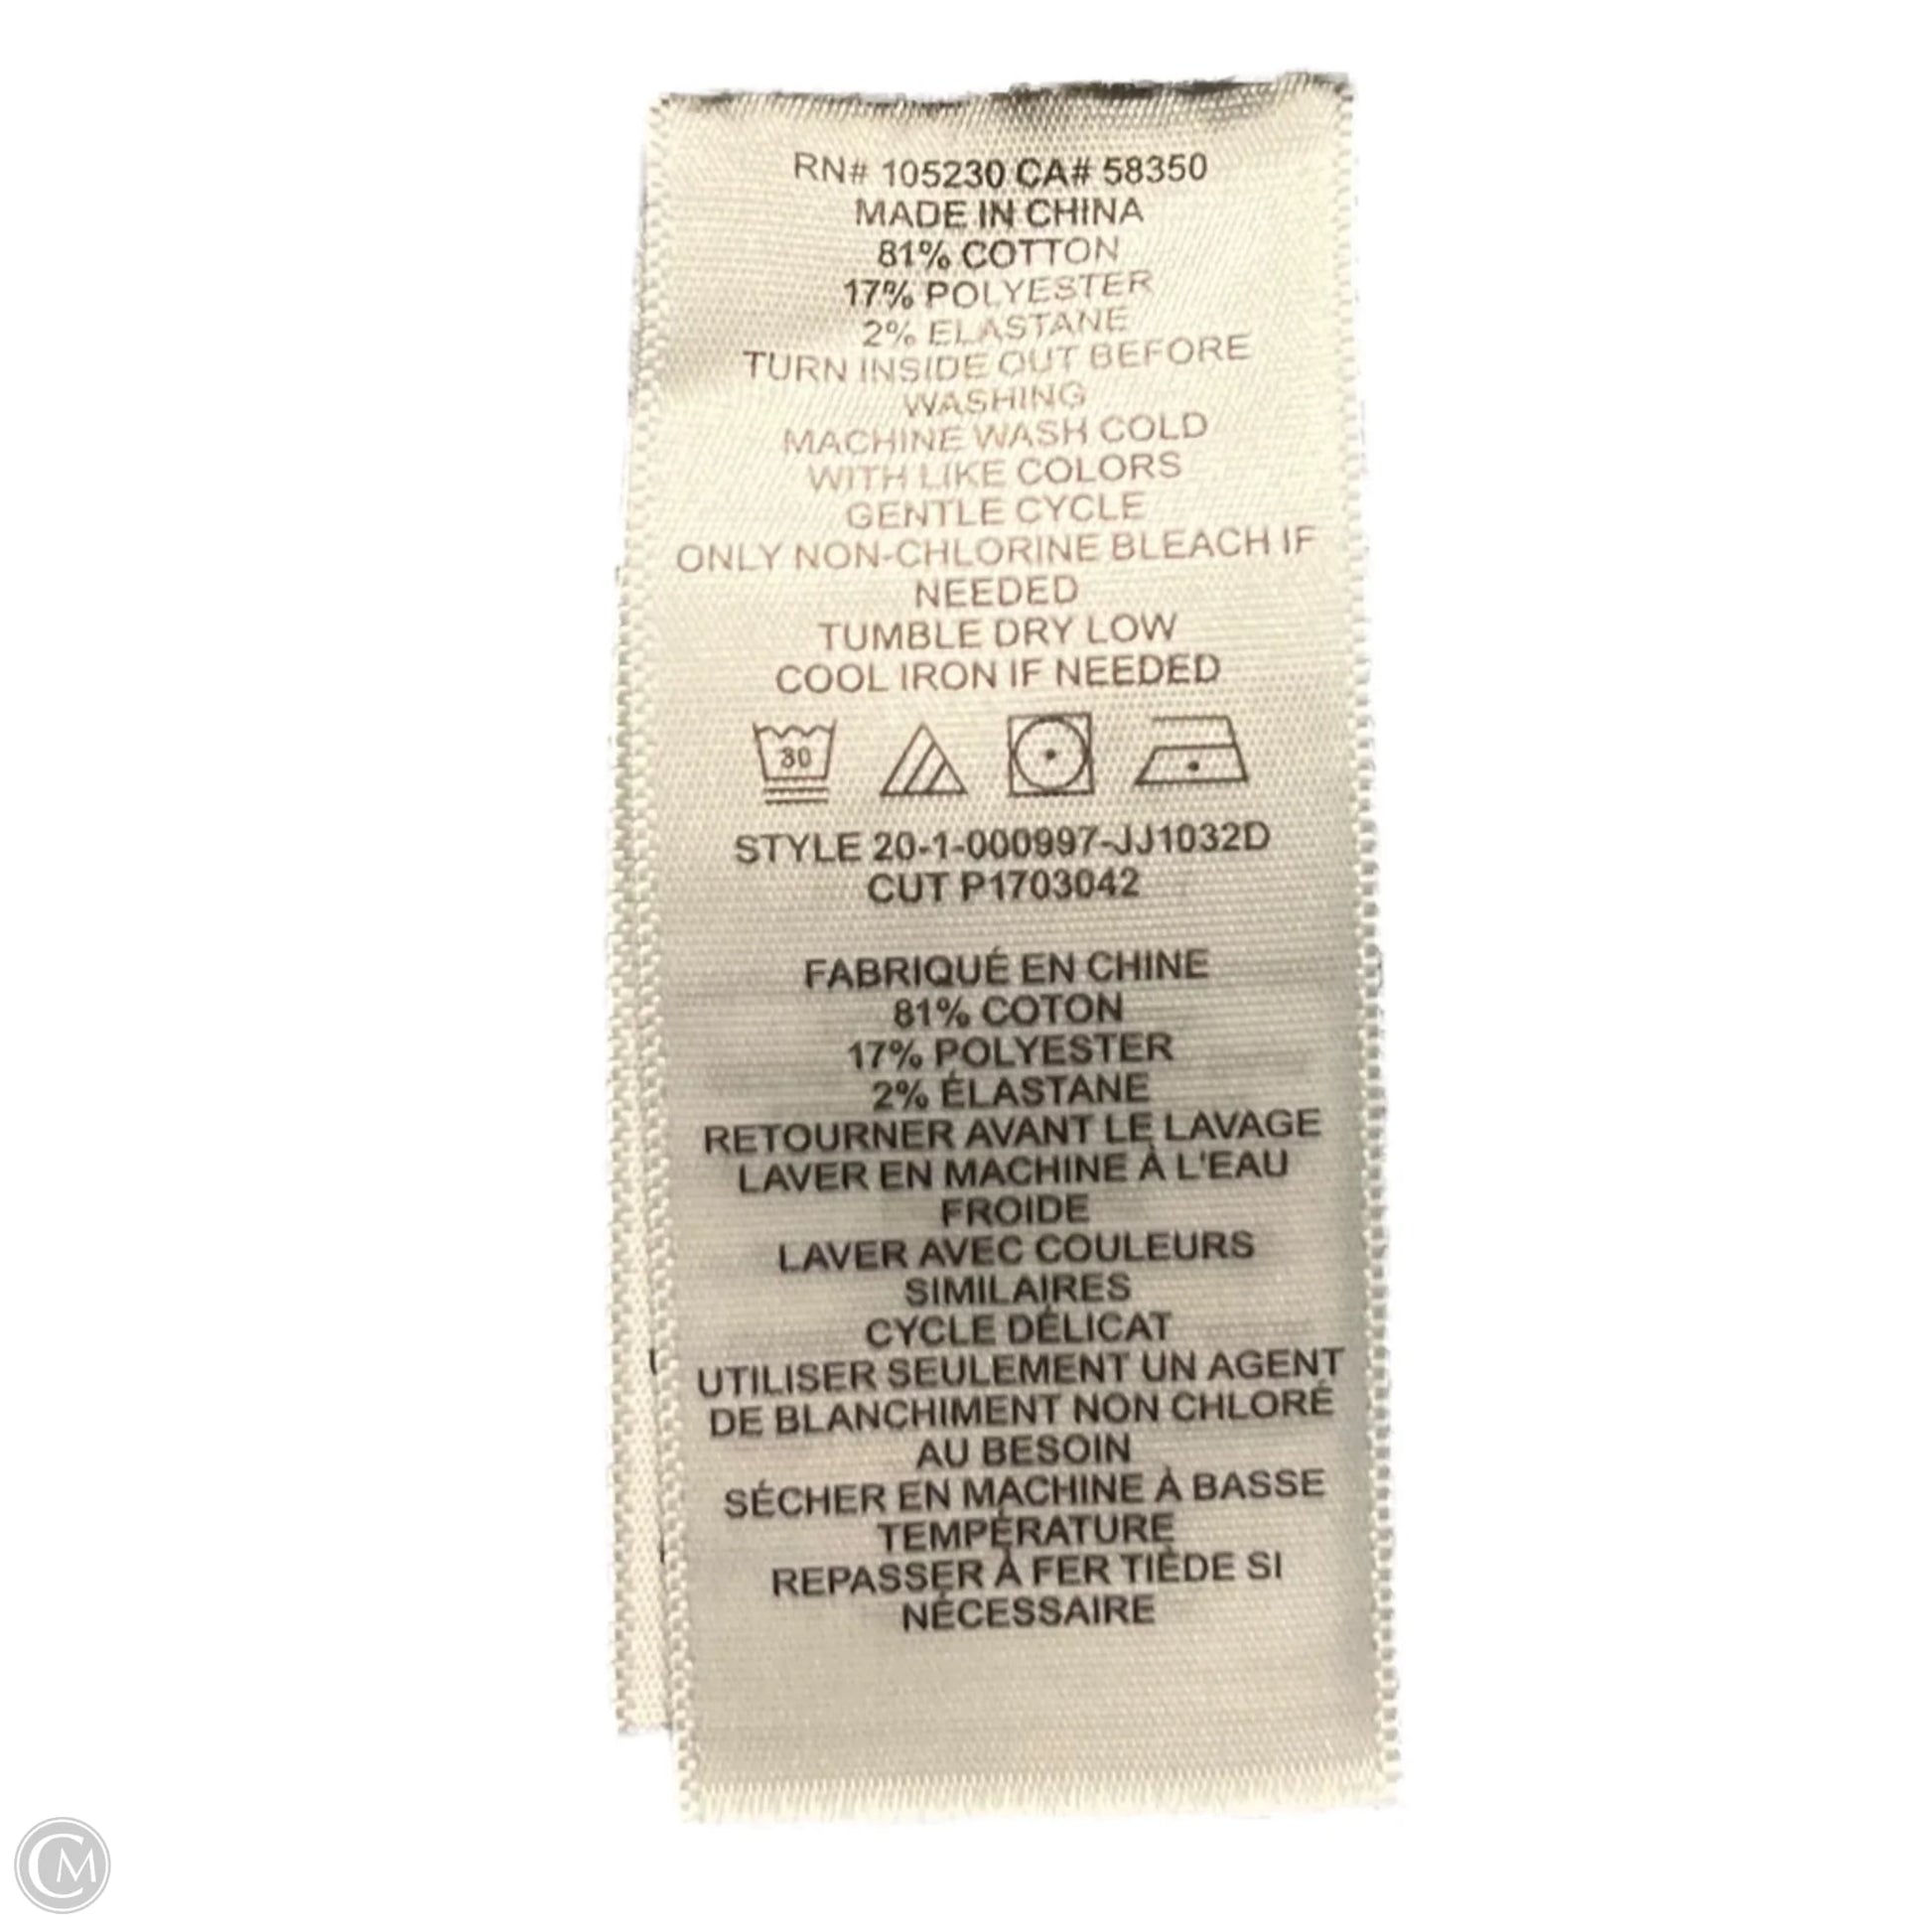 RN# 105230 CA# 58350
MADE IN CHINA
81% COTTON
17% POLYESTER
2% ELASTANE
TURN INSIDE OUT BEFORE
WASHING
MACHINE WASH COLD
WITH LIKE COLORS
GENTLE CYCLE
ONLY NON-CHLORINE BLEACH IF
NEEDED
TUMBLE DRY LOW
COOL IRON IF NEEDED
30
STYLE 20-1-000997-JJ1032D
CUT P1703042
FABRIQUÉ EN CHINE
81% COTON
17% POLYESTER
2% ÉLASTANE
RETOURNER AVANT LE LAVAGE
LAVER EN MACHINE À L'EAU
FROIDE
LAVER AVEC COULEURS
SIMILAIRES
CYCLE DÉLICAT
UTILISER SEULEMENT UN AGENT
DE BLANCHIMENT NON CHLORÉ
AU BESOIN
SÉCHER EN MACHINE À BASSE
TEMPÉRATURE
REPASSER À FER TIÈDE SI
NÉCESSAIRE
CM